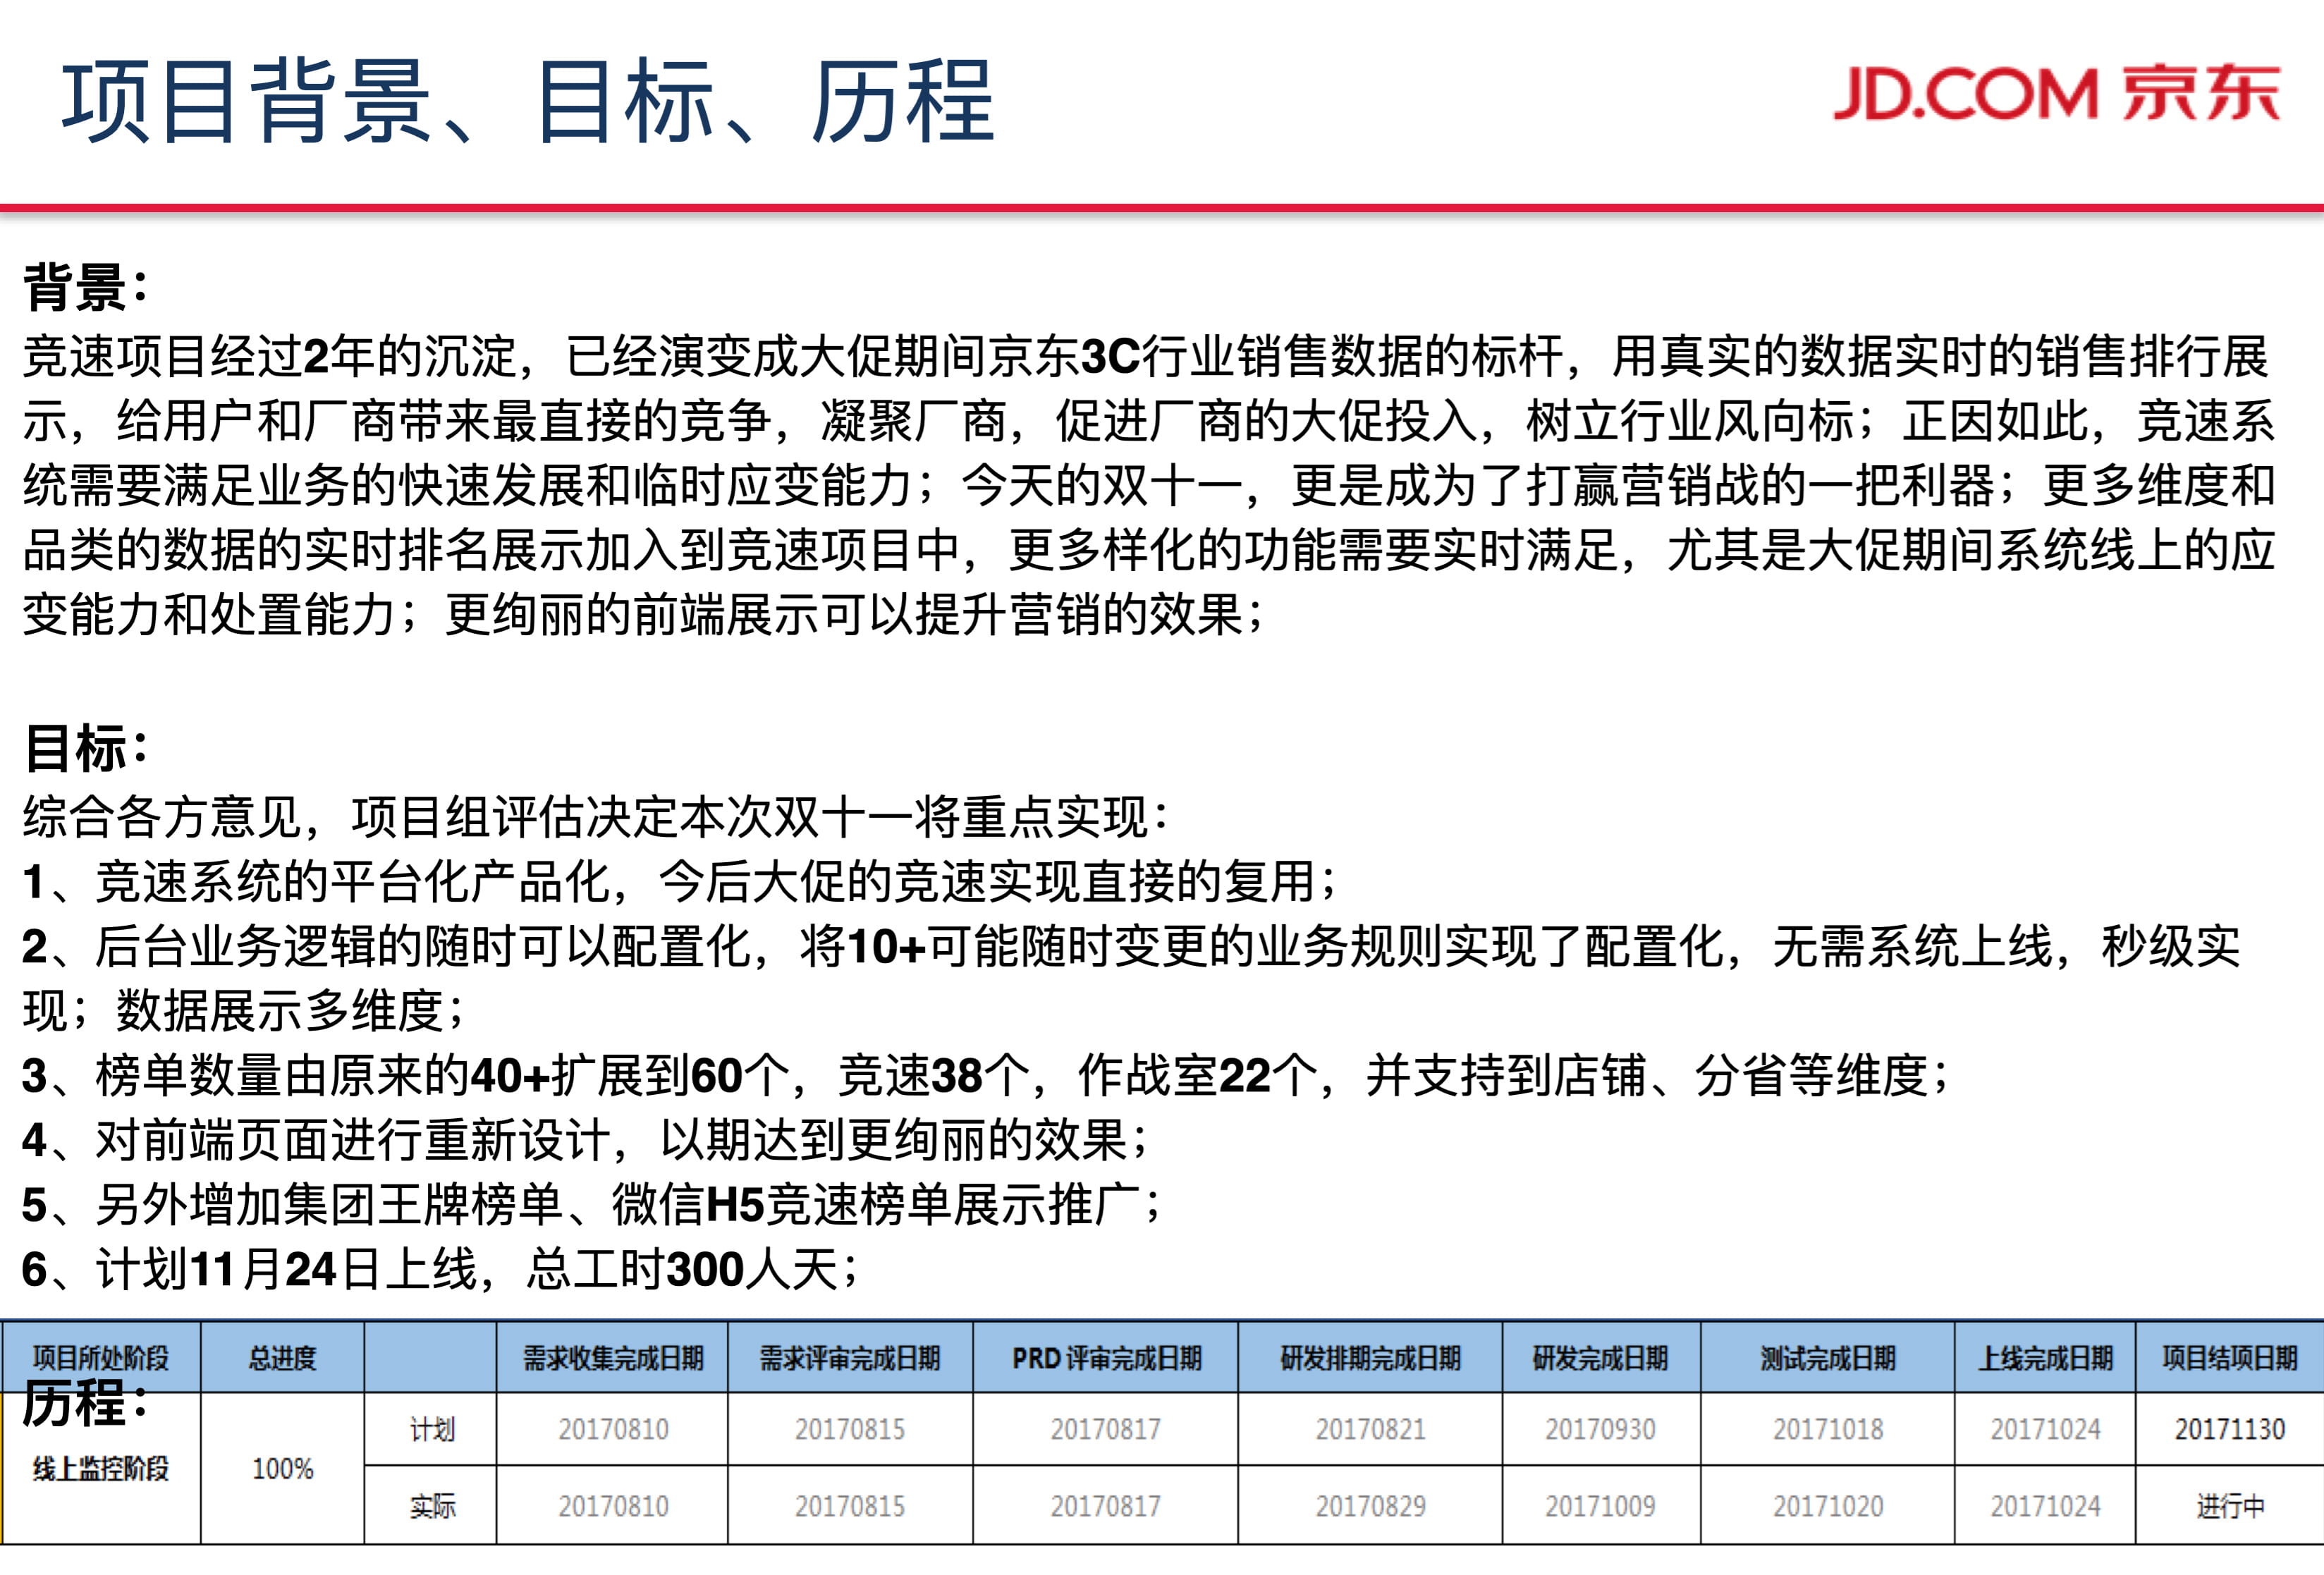 项目背景、目标、历程
JD.COM 京东
背景：
竞速项目经过2年的沉淀，已经演变成大促期间京东3C行业销售数据的标杆，用真实的数据实时的销售排行展
示，给用户和厂商带来最直接的竞争，凝聚厂商，促进厂商的大促投入，树立行业风向标；正因如此，竞速系
统需要满足业务的快速发展和临时应变能力；今天的双十一，更是成为了打赢营销战的一把利器；更多维度和
品类的数据的实时排名展示加入到竞速项目中，更多样化的功能需要实时满足，尤其是大促期间系统线上的应
变能力和处置能力；更绚丽的前端展示可以提升营销的效果；
目标：
综合各方意见，项目组评估决定本次双十一将重点实现：
1、竞速系统的平台化产品化，今后大促的竞速实现直接的复用；
2、后台业务逻辑的随时可以配置化，将10+可能随时变更的业务规则实现了配置化，无需系统上线，秒级实
现；数据展示多维度；
3、榜单数量由原来的40+扩展到60个，竞速38个，作战室22个，并支持到店铺、分省等维度；
4、对前端页面进行重新设计，以期达到更绚丽的效果；
5、另外增加集团王牌榜单、微信H5竞速榜单展示推广；
6、计划11月24日上线，总工时300人天；
历程：
项目所处阶段 总进度 需求收集完成日期 需求评审完成日期 PRD 评审完成日期 研发排期完成日期 研发完成日期 测试完成日期 上线完成日期 项目结项日期
线上监控阶段 100% 计划 20170810 20170815 20170817 20170821 20170930 20171018 20171024 20171130
实际 20170810 20170815 20170817 20170829 20171009 20171020 20171024 进行中